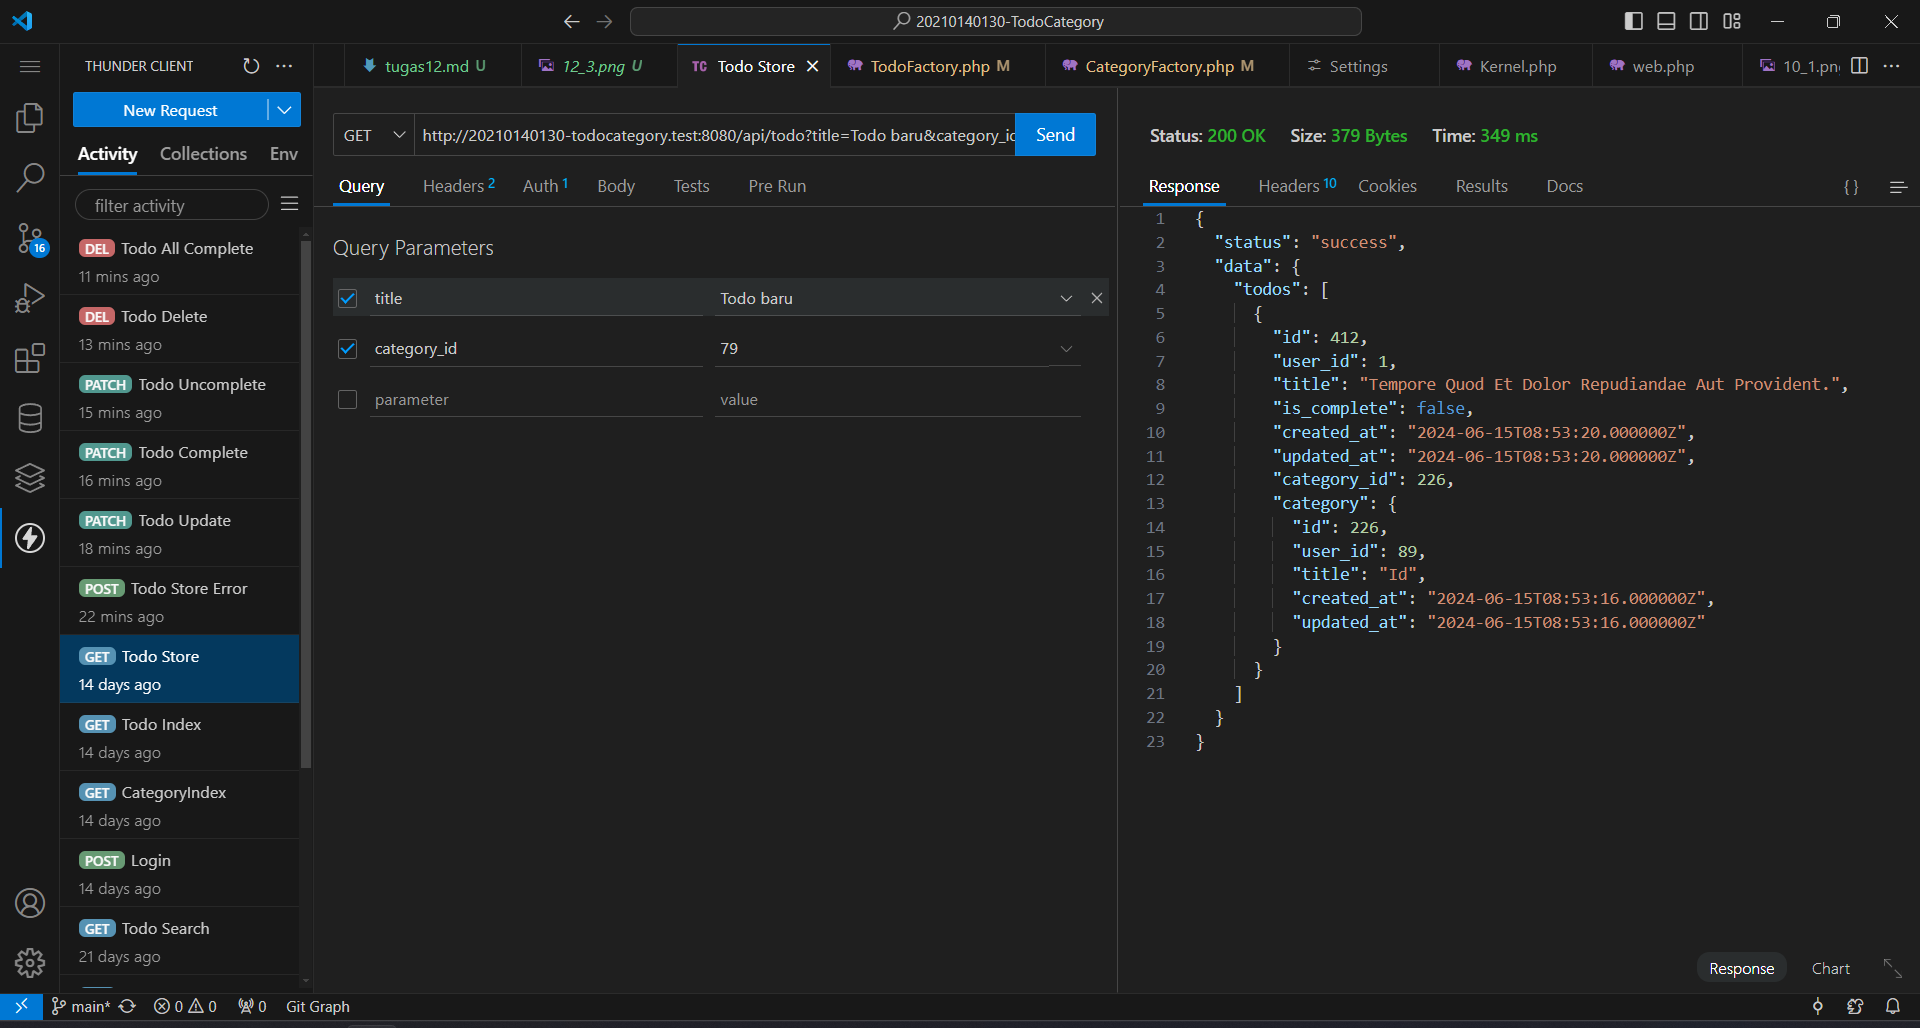 20210140130-TodoCategory
THUNDER CLIENT
New Request
Activity Collections Env
filter activity
DEL Todo All Complete
11 mins ago
DEL Todo Delete
13 mins ago
PATCH Todo Uncomplete
15 mins ago
PATCH Todo Complete
16 mins ago
PATCH Todo Update
18 mins ago
POST Todo Store Error
22 mins ago
GET Todo Store
14 days ago
GET Todo Index
14 days ago
GET CategoryIndex
14 days ago
POST Login
14 days ago
GET Todo Search
21 days ago
16
tugas12.md U 12_3.png U TC Todo Store TodoFactory.php M CategoryFactory.php M Settings Kernel.php web.php 10_1.pn
GET http://20210140130-todocategory.test:8080/api/todo?title=Todo baru&category_ic Send
Query Headers 2 Auth 1 Body Tests Pre Run
Query Parameters
title Todo baru
category_id 79
parameter value
Status: 200 OK Size: 379 Bytes Time: 349 ms
Response Headers 10 Cookies Results Docs { }
1 {
2 "status": "success",
3 "data": {
4 "todos": [
5 {
6 "id": 412,
7 "user_id": 1,
8 "title": "Tempore Quod Et Dolor Repudiandae Aut Provident.",
9 "is_complete": false,
10 "created_at": "2024-06-15T08:53:20.000000Z",
11 "updated_at": "2024-06-15T08:53:20.000000Z",
12 "category_id": 226,
13 "category": {
14 "id": 226,
15 "user_id": 89,
16 "title": "Id",
17 "created_at": "2024-06-15T08:53:16.000000Z",
18 "updated_at": "2024-06-15T08:53:16.000000Z"
19 }
20 }
21 ]
22 }
23 }
Response Chart
main* 0 0 0 Git Graph